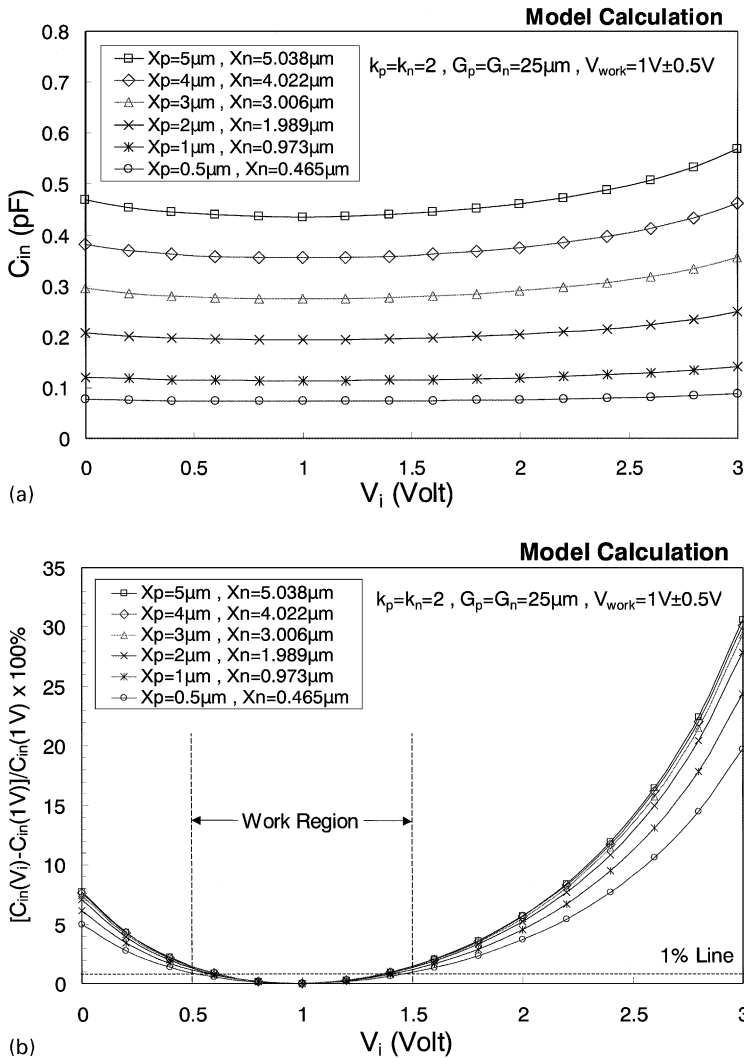 Model Calculation
Xp=5µm , Xn=5.038µm
Xp=4µm , Xn=4.022µm
Xp=3µm , Xn=3.006µm
Xp=2µm , Xn=1.989µm
Xp=1µm , Xn=0.973µm
Xp=0.5µm , Xn=0.465µm
kp=kn=2 , Gp=Gn=25µm , Vwork=1V±0.5V
Cin (pF)
0.8
0.7
0.6
0.5
0.4
0.3
0.2
0.1
0
0 0.5 1 1.5 2 2.5 3
Vi (Volt)
(a)
Model Calculation
Xp=5µm , Xn=5.038µm
Xp=4µm , Xn=4.022µm
Xp=3µm , Xn=3.006µm
Xp=2µm , Xn=1.989µm
Xp=1µm , Xn=0.973µm
Xp=0.5µm , Xn=0.465µm
kp=kn=2 , Gp=Gn=25µm , Vwork=1V±0.5V
[Cin(Vi)-Cin(1V)]/Cin(1V) x 100%
35
30
25
20
15
10
5
0
Work Region
1% Line
0 0.5 1 1.5 2 2.5 3
Vi (Volt)
(b)